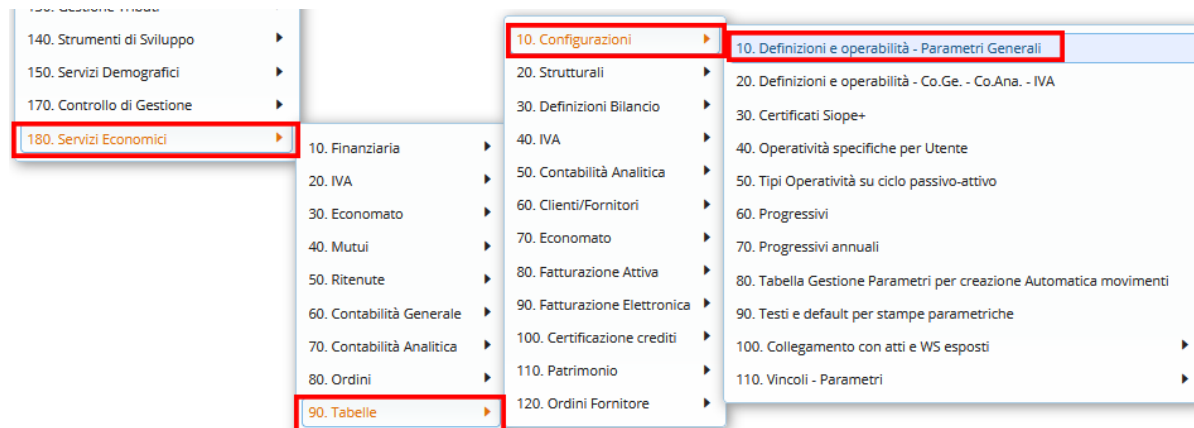 140. Strumenti di Sviluppo
150. Servizi Demografici
170. Controllo di Gestione
180. Servizi Economici
10. Finanziaria
20. IVA
30. Economato
40. Mutui
50. Ritenute
60. Contabilità Generale
70. Contabilità Analitica
80. Ordini
90. Tabelle
10. Configurazioni
20. Strutturali
30. Definizioni Bilancio
40. IVA
50. Contabilità Analitica
60. Clienti/Fornitori
70. Economato
80. Fatturazione Attiva
90. Fatturazione Elettronica
100. Certificazione crediti
110. Patrimonio
120. Ordini Fornitore
10. Definizioni e operabilità - Parametri Generali
20. Definizioni e operabilità - Co.Ge. - Co.Ana. - IVA
30. Certificati Siope+
40. Operatività specifiche per Utente
50. Tipi Operatività su ciclo passivo-attivo
60. Progressivi
70. Progressivi annuali
80. Tabella Gestione Parametri per creazione Automatica movimenti
90. Testi e default per stampe parametriche
100. Collegamento con atti e WS esposti
110. Vincoli - Parametri